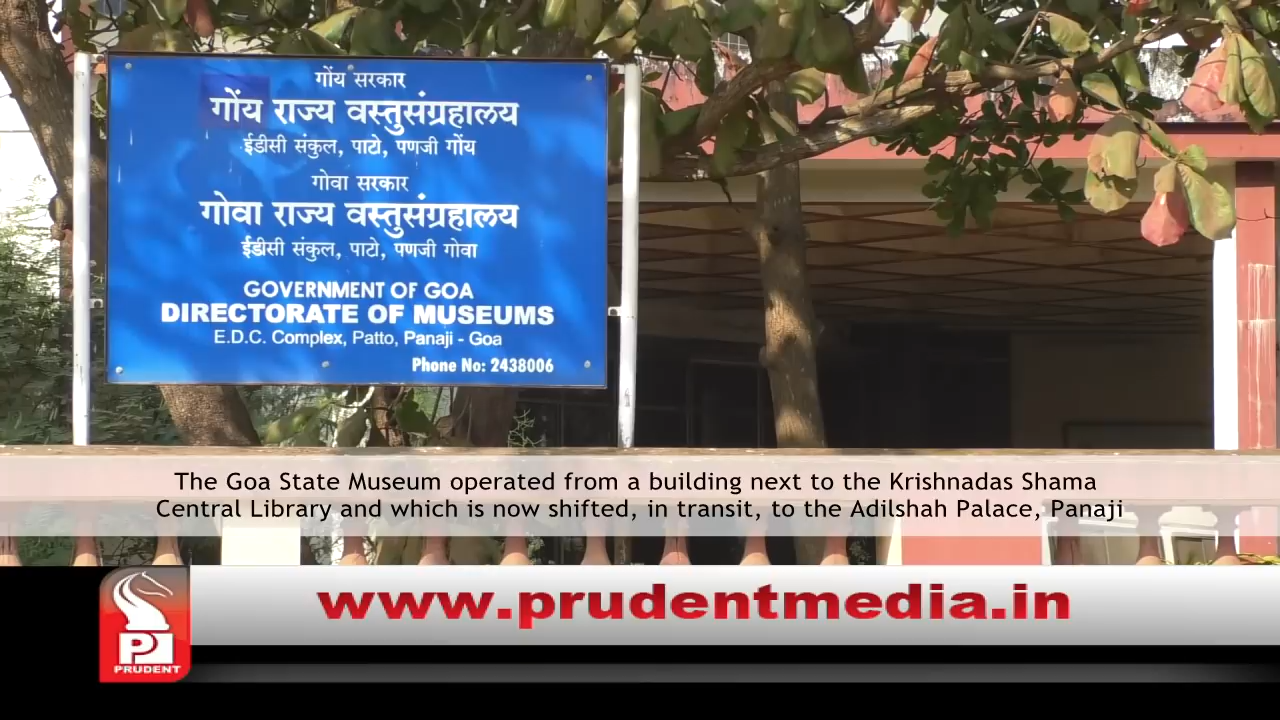 गोंय सरकार
गोंय राज्य वस्तुसंग्रहालय
ईडीसी संकुल, पाटो, पणजी गोंय
गोवा सरकार
गोवा राज्य वस्तुसंग्रहालय
ईडीसी संकुल, पाटो, पणजी गोवा
GOVERNMENT OF GOA
DIRECTORATE OF MUSEUMS
E.D.C. Complex, Patto, Panaji - Goa
Phone No: 2438006
The Goa State Museum operated from a building next to the Krishnadas Shama
Central Library and which is now shifted, in transit, to the Adilshah Palace, Panaji
www.prudentmedia.in
P
PRUDENT